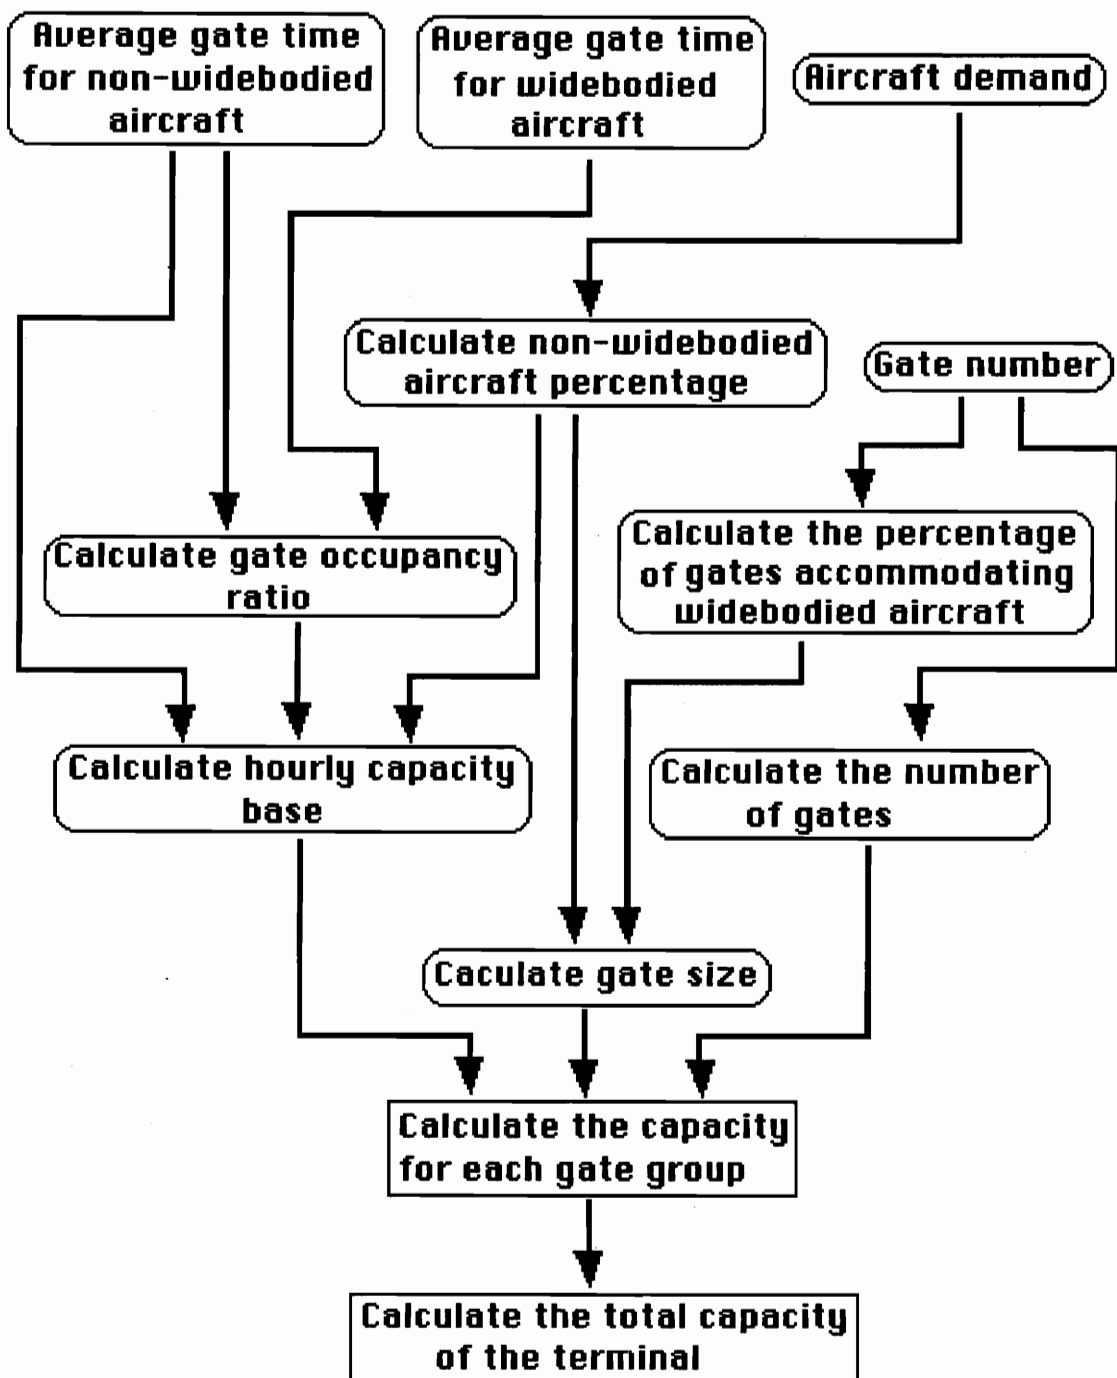 Average gate time
for non-widebodied
aircraft
Average gate time
for widebodied
aircraft
Aircraft demand
Calculate non-widebodied
aircraft percentage
Gate number
Calculate gate occupancy
ratio
Calculate the percentage
of gates accommodating
widebodied aircraft
Calculate hourly capacity
base
Calculate the number
of gates
Caculate gate size
Calculate the capacity
for each gate group
Calculate the total capacity
of the terminal